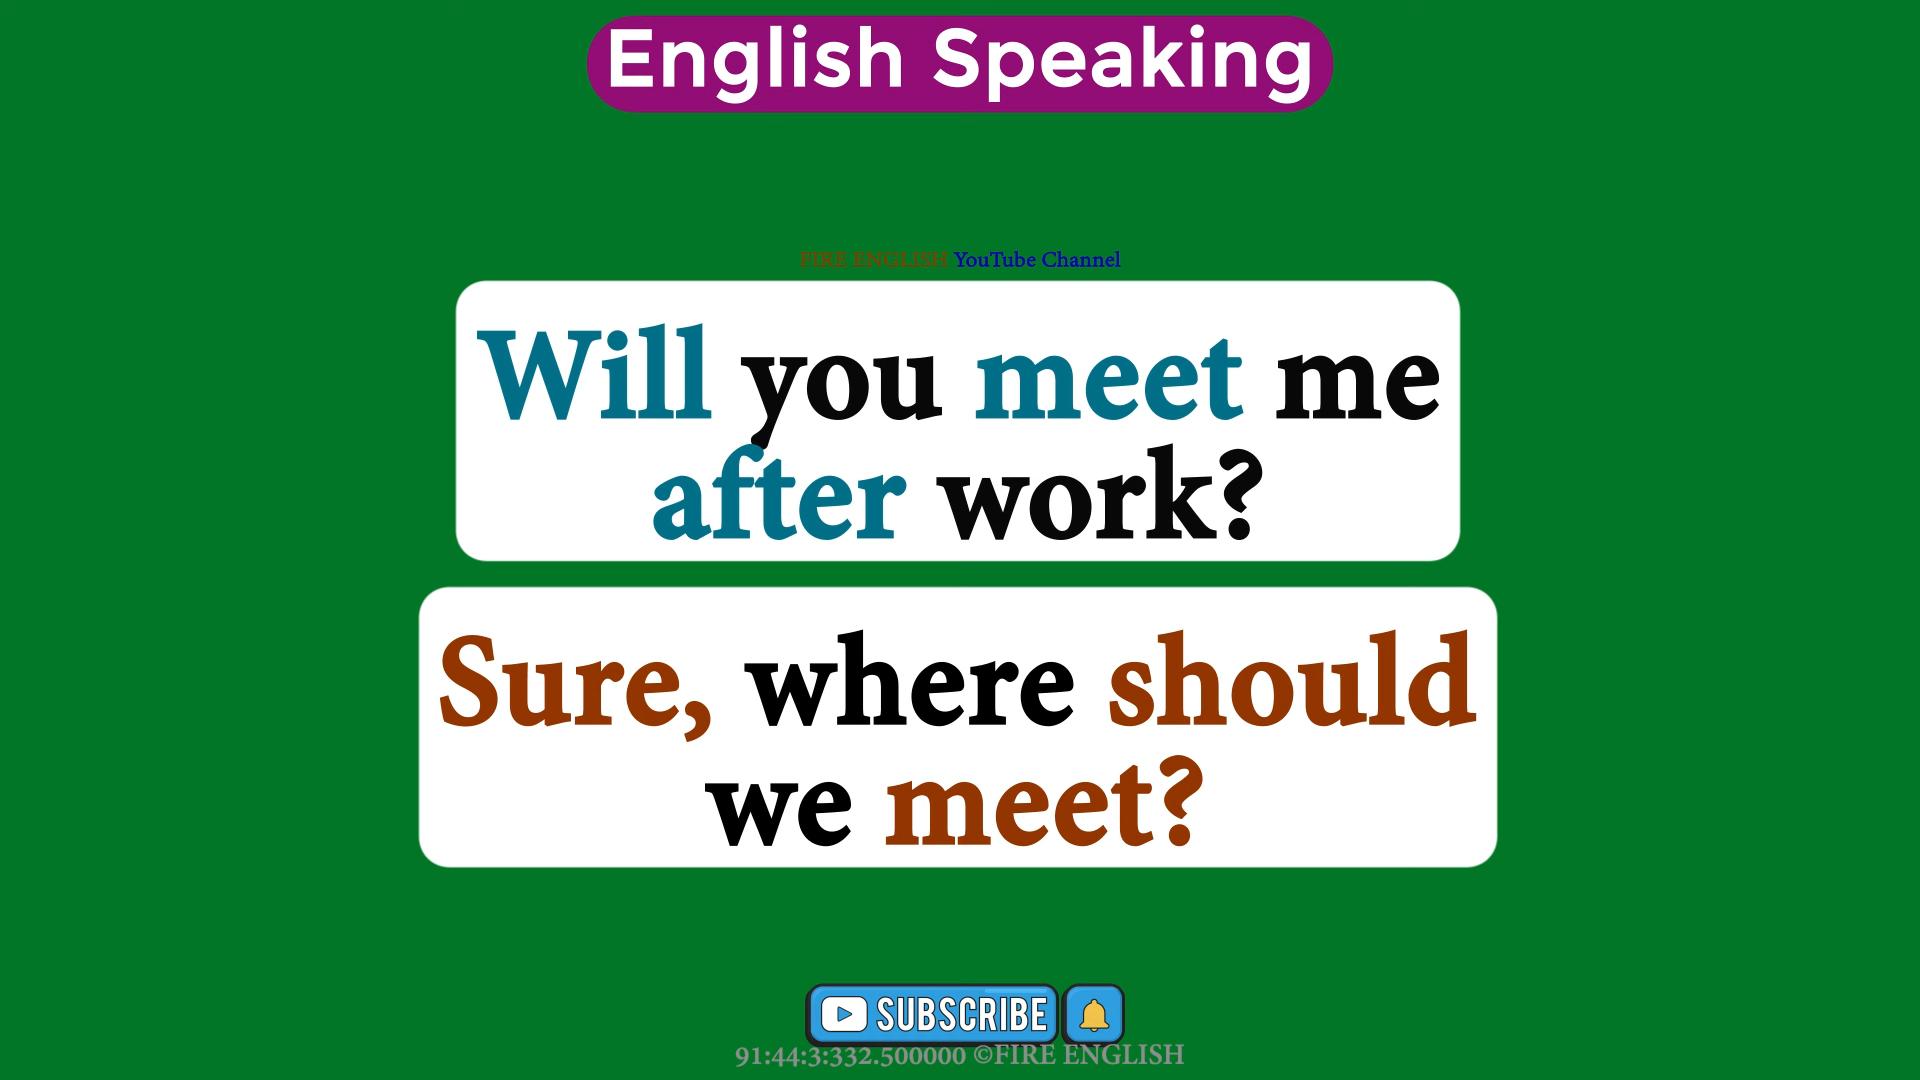 English Speaking
FIRE ENGLISH YouTube Channel
Will you meet me
after work?
Sure, where should
we meet?
SUBSCRIBE
91:44:3:332.500000 ©FIRE ENGLISH